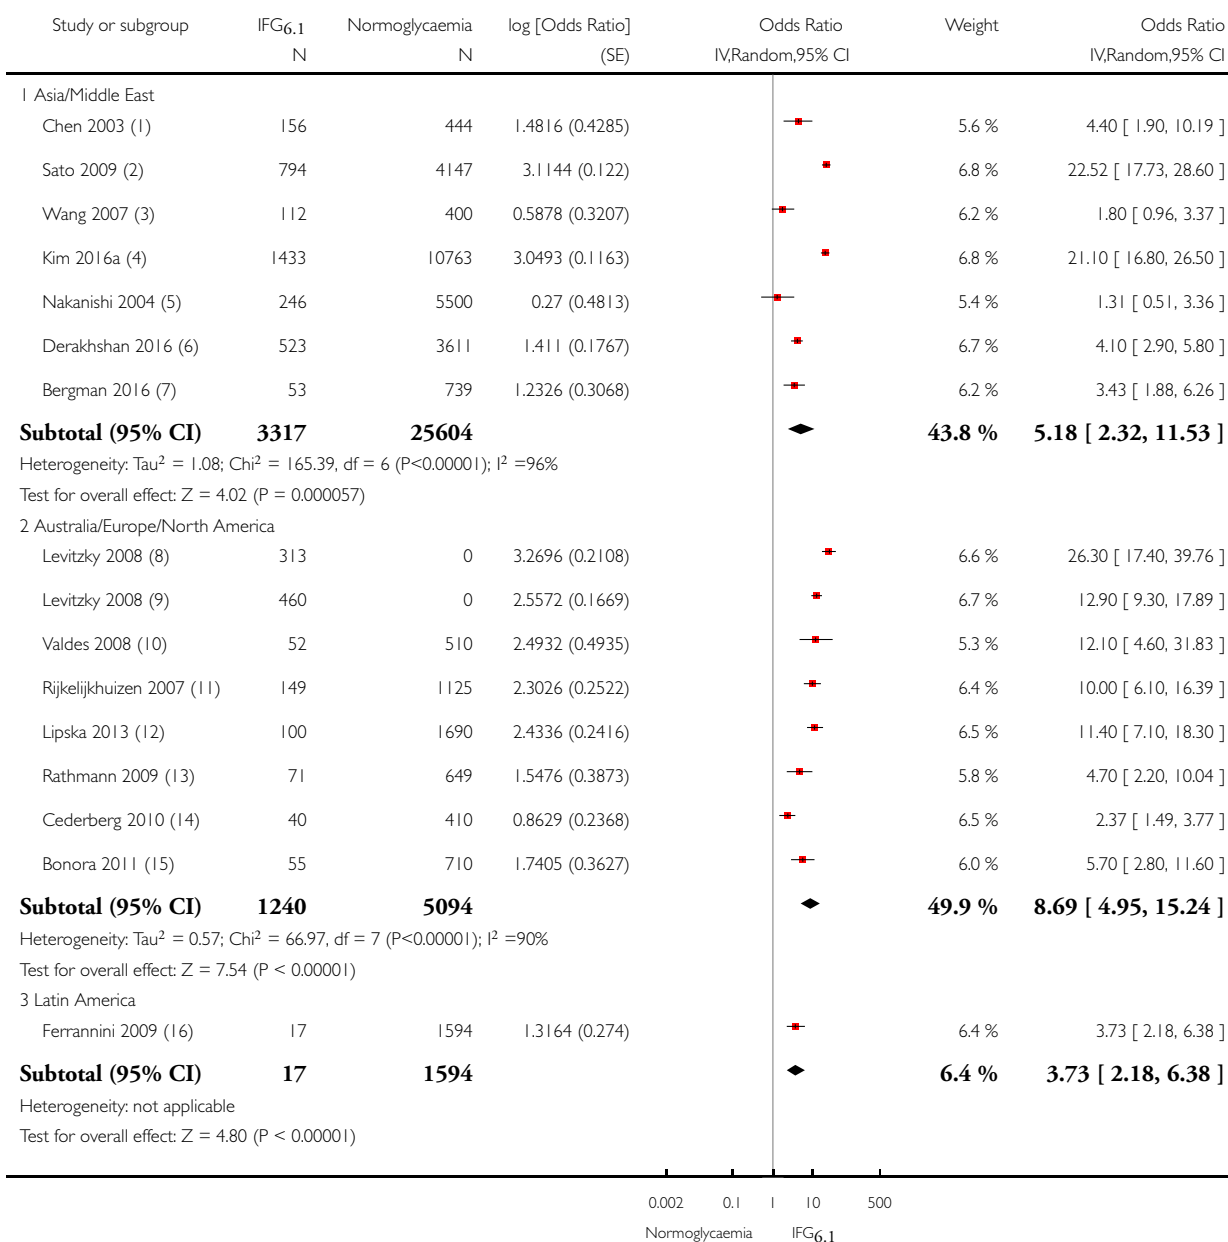 Study or subgroup IFG6.1 Normoglycaemia log [Odds Ratio] Odds Ratio Weight Odds Ratio
N N (SE) IV,Random,95% CI IV,Random,95% CI
1 Asia/Middle East
Chen 2003 (1) 156 444 1.4816 (0.4285) 5.6 % 4.40 [ 1.90, 10.19 ]
Sato 2009 (2) 794 4147 3.1144 (0.122) 6.8 % 22.52 [ 17.73, 28.60 ]
Wang 2007 (3) 112 400 0.5878 (0.3207) 6.2 % 1.80 [ 0.96, 3.37 ]
Kim 2016a (4) 1433 10763 3.0493 (0.1163) 6.8 % 21.10 [ 16.80, 26.50 ]
Nakanishi 2004 (5) 246 5500 0.27 (0.4813) 5.4 % 1.31 [ 0.51, 3.36 ]
Derakhshan 2016 (6) 523 3611 1.411 (0.1767) 6.7 % 4.10 [ 2.90, 5.80 ]
Bergman 2016 (7) 53 739 1.2326 (0.3068) 6.2 % 3.43 [ 1.88, 6.26 ]
Subtotal (95% CI) 3317 25604 43.8 % 5.18 [ 2.32, 11.53 ]
Heterogeneity: Tau² = 1.08; Chi² = 165.39, df = 6 (P<0.00001); I² =96%
Test for overall effect: Z = 4.02 (P = 0.000057)
2 Australia/Europe/North America
Levitzky 2008 (8) 313 0 3.2696 (0.2108) 6.6 % 26.30 [ 17.40, 39.76 ]
Levitzky 2008 (9) 460 0 2.5572 (0.1669) 6.7 % 12.90 [ 9.30, 17.89 ]
Valdes 2008 (10) 52 510 2.4932 (0.4935) 5.3 % 12.10 [ 4.60, 31.83 ]
Rijkelijkhuizen 2007 (11) 149 1125 2.3026 (0.2522) 6.4 % 10.00 [ 6.10, 16.39 ]
Lipska 2013 (12) 100 1690 2.4336 (0.2416) 6.5 % 11.40 [ 7.10, 18.30 ]
Rathmann 2009 (13) 71 649 1.5476 (0.3873) 5.8 % 4.70 [ 2.20, 10.04 ]
Cederberg 2010 (14) 40 410 0.8629 (0.2368) 6.5 % 2.37 [ 1.49, 3.77 ]
Bonora 2011 (15) 55 710 1.7405 (0.3627) 6.0 % 5.70 [ 2.80, 11.60 ]
Subtotal (95% CI) 1240 5094 49.9 % 8.69 [ 4.95, 15.24 ]
Heterogeneity: Tau² = 0.57; Chi² = 66.97, df = 7 (P<0.00001); I² =90%
Test for overall effect: Z = 7.54 (P < 0.00001)
3 Latin America
Ferrannini 2009 (16) 17 1594 1.3164 (0.274) 6.4 % 3.73 [ 2.18, 6.38 ]
Subtotal (95% CI) 17 1594 6.4 % 3.73 [ 2.18, 6.38 ]
Heterogeneity: not applicable
Test for overall effect: Z = 4.80 (P < 0.00001)
0.002 0.1 1 10 500
Normoglycaemia IFG6.1